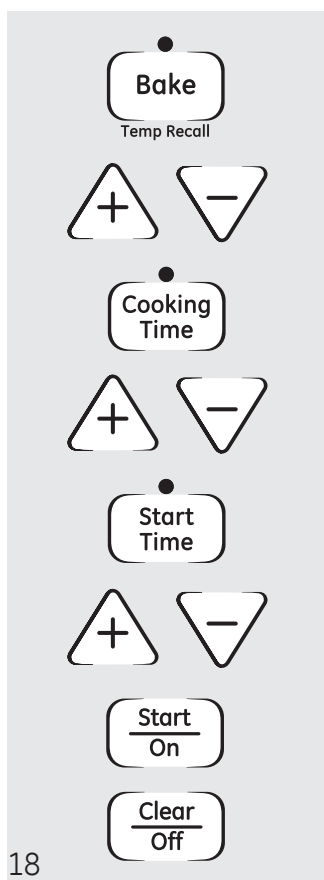 Bake
Temp Recall
+ −
Cooking
Time
+ −
Start
Time
+ −
Start
On
Clear
Off
18